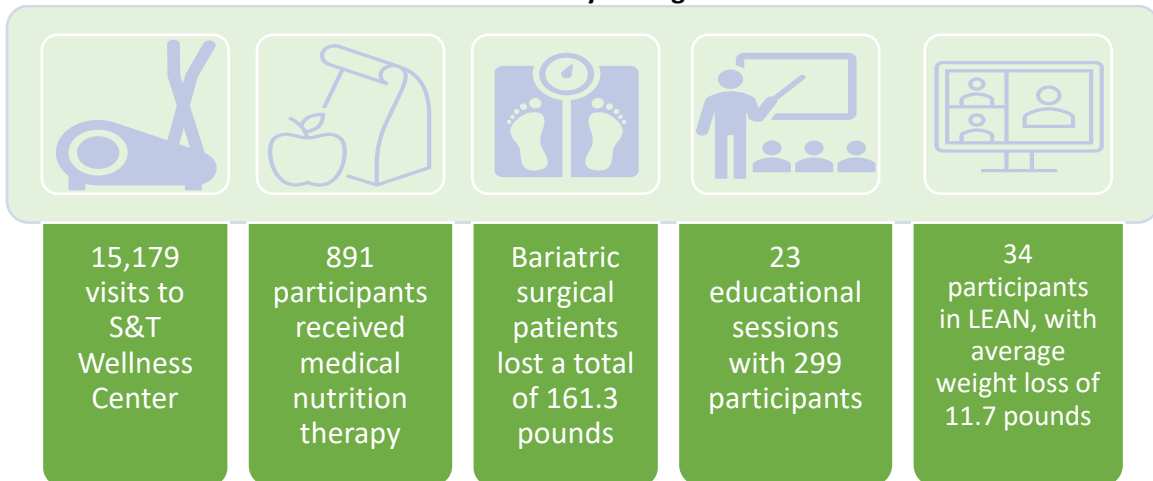 15,179
visits to
S&T
Wellness
Center
891
participants
received
medical
nutrition
therapy
Bariatric
surgical
patients
lost a total
of 161.3
pounds
23
educational
sessions
with 299
participants
34
participants
in LEAN, with
average
weight loss of
11.7 pounds